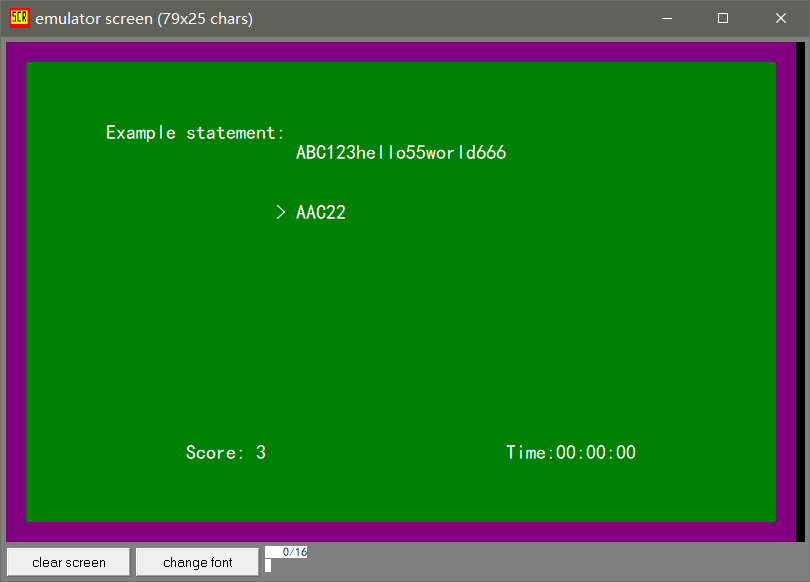 SCR emulator screen (79x25 chars)
Example statement:
ABC123hello55world666
> AAC22
Score: 3 Time:00:00:00
clear screen change font 0/16